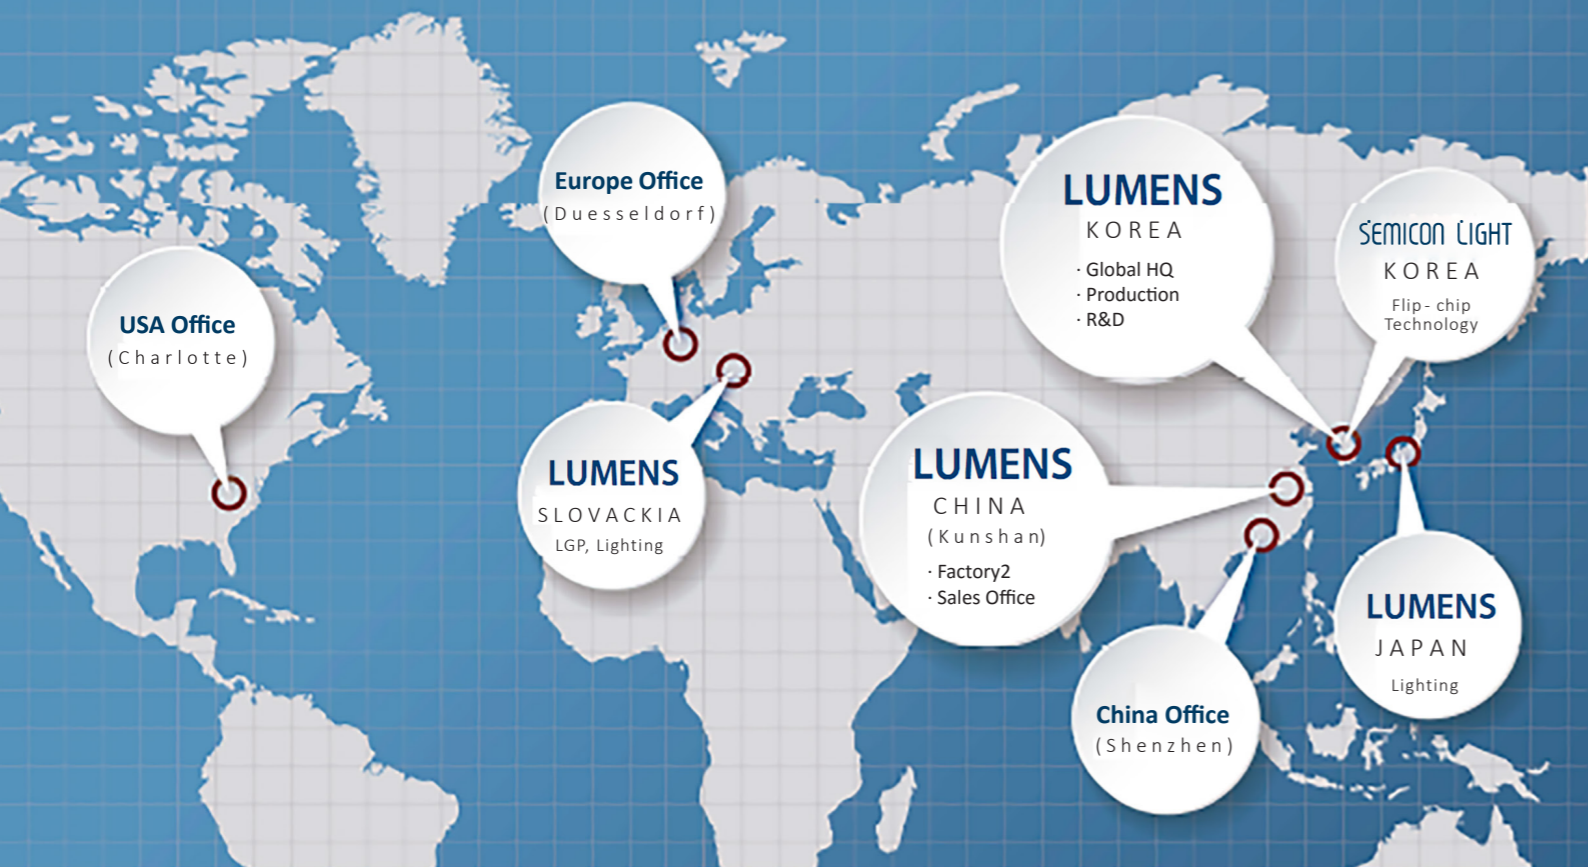 Europe Office
(Duesseldorf)
LUMENS
KOREA
· Global HQ
· Production
· R&D
SEMICON LIGHT
KOREA
Flip- chip
Technology
USA Office
(Charlotte)
LUMENS
SLOVACKIA
LGP, Lighting
LUMENS
CHINA
(Kunshan)
· Factory2
· Sales Office
LUMENS
JAPAN
Lighting
China Office
(Shenzhen)